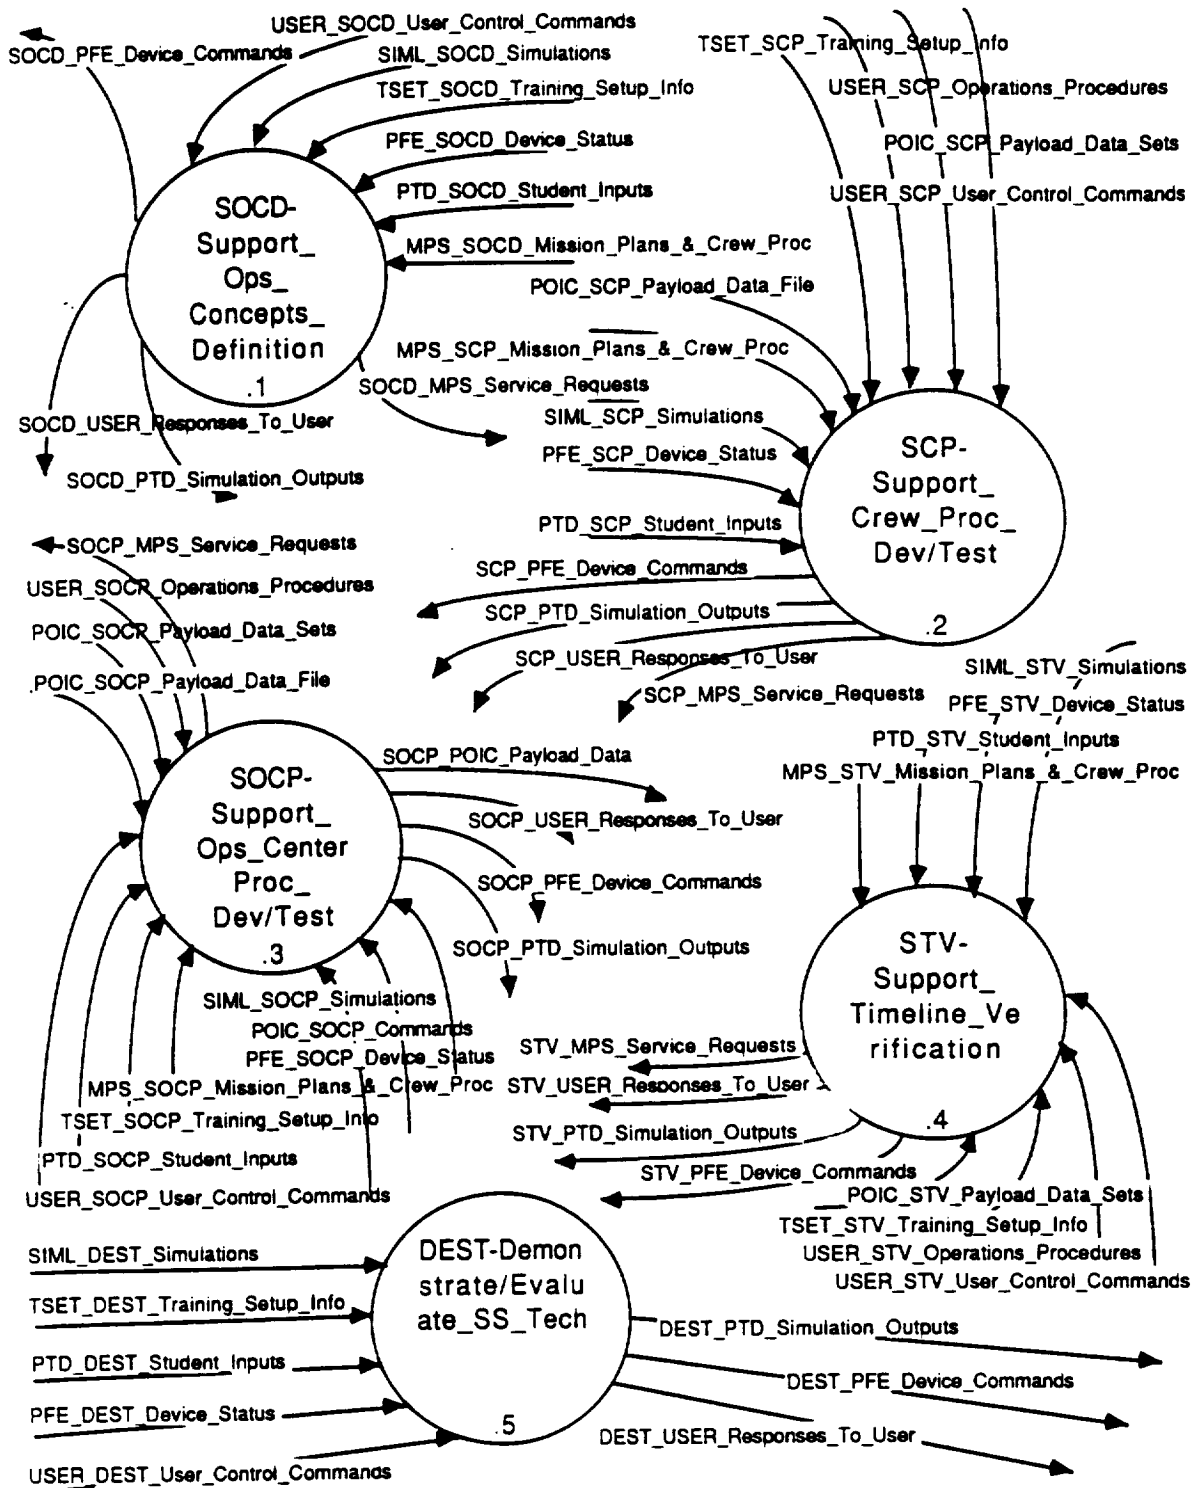 USER_SOCD_User_Control_Commands
SOCD_PFE_Device_Commands
SIML_SOCD_Simulations
TSET_SOCD_Training_Setup_Info
PFE_SOCD_Device_Status
PTD_SOCD_Student_Inputs
MPS_SOCD_Mission_Plans_&_Crew_Proc
SOCD-
Support_
Ops_
Concepts_
Definition
.1
SOCD_MPS_Service_Requests
SOCD_USER_Responses_To_User
SOCD_PTD_Simulation_Outputs
TSET_SCP_Training_Setup_Info
USER_SCP_Operations_Procedures
POIC_SCP_Payload_Data_Sets
USER_SCP_User_Control_Commands
POIC_SCP_Payload_Data_File
MPS_SCP_Mission_Plans_&_Crew_Proc
SIML_SCP_Simulations
PFE_SCP_Device_Status
PTD_SCP_Student_Inputs
SCP-
Support_
Crew_Proc_
Dev/Test
.2
SCP_PFE_Device_Commands
SCP_PTD_Simulation_Outputs
SCP_USER_Responses_To_User
SCP_MPS_Service_Requests
SOCP_MPS_Service_Requests
USER_SOCP_Operations_Procedures
POIC_SOCP_Payload_Data_Sets
POIC_SOCP_Payload_Data_File
SOCP-
Support_
Ops_Center
Proc_
Dev/Test
.3
SOCP_POIC_Payload_Data
SOCP_USER_Responses_To_User
SOCP_PFE_Device_Commands
SOCP_PTD_Simulation_Outputs
SIML_SOCP_Simulations
POIC_SOCP_Commands
PFE_SOCP_Device_Status
MPS_SOCP_Mission_Plans_&_Crew_Proc
TSET_SOCP_Training_Setup_Info
PTD_SOCP_Student_Inputs
USER_SOCP_User_Control_Commands
SIML_STV_Simulations
PFE_STV_Device_Status
PTD_STV_Student_Inputs
MPS_STV_Mission_Plans_&_Crew_Proc
STV-
Support_
Timeline_Ve
rification
.4
STV_MPS_Service_Requests
STV_USER_Responses_To_User
STV_PTD_Simulation_Outputs
STV_PFE_Device_Commands
POIC_STV_Payload_Data_Sets
TSET_STV_Training_Setup_Info
USER_STV_Operations_Procedures
USER_STV_User_Control_Commands
SIML_DEST_Simulations
TSET_DEST_Training_Setup_Info
PTD_DEST_Student_Inputs
PFE_DEST_Device_Status
USER_DEST_User_Control_Commands
DEST-Demon
strate/Evalu
ate_SS_Tech
.5
DEST_PTD_Simulation_Outputs
DEST_PFE_Device_Commands
DEST_USER_Responses_To_User